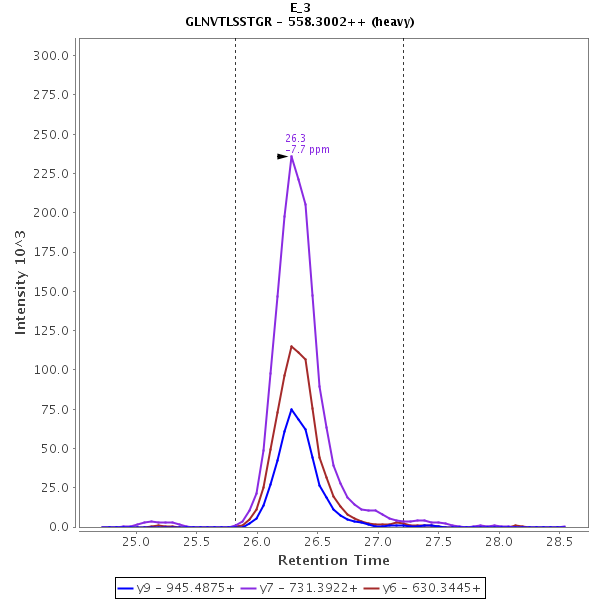 E_3
GLNVTLSSTGR - 558.3002++ (heavy)
300.0
275.0
250.0
225.0
200.0
175.0
150.0
125.0
100.0
75.0
50.0
25.0
0.0
Intensity 10^3
26.3
-7.7 ppm
25.0 25.5 26.0 26.5 27.0 27.5 28.0 28.5
Retention Time
y9 - 945.4875+ y7 - 731.3922+ y6 - 630.3445+